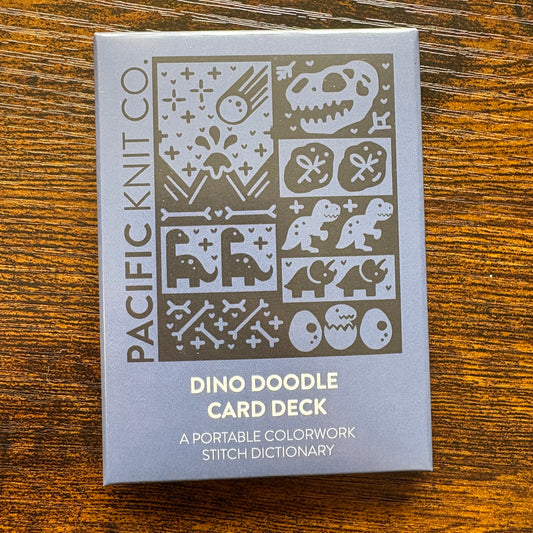 PACIFIC KNIT CO.
DINO DOODLE
CARD DECK
A PORTABLE COLORWORK
STITCH DICTIONARY